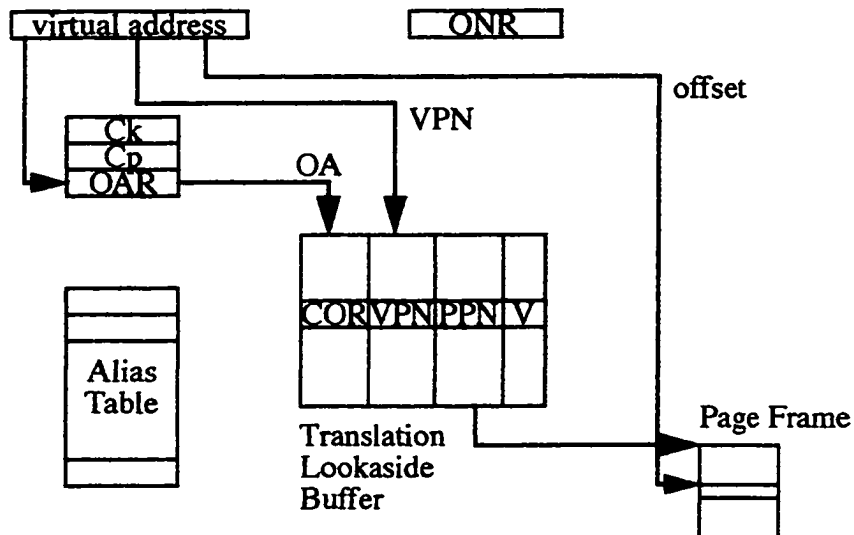 virtual address
ONR
offset
VPN
Ck
Cp
OAR
OA
COR VPN PPN V
Alias
Table
Translation
Lookaside
Buffer
Page Frame